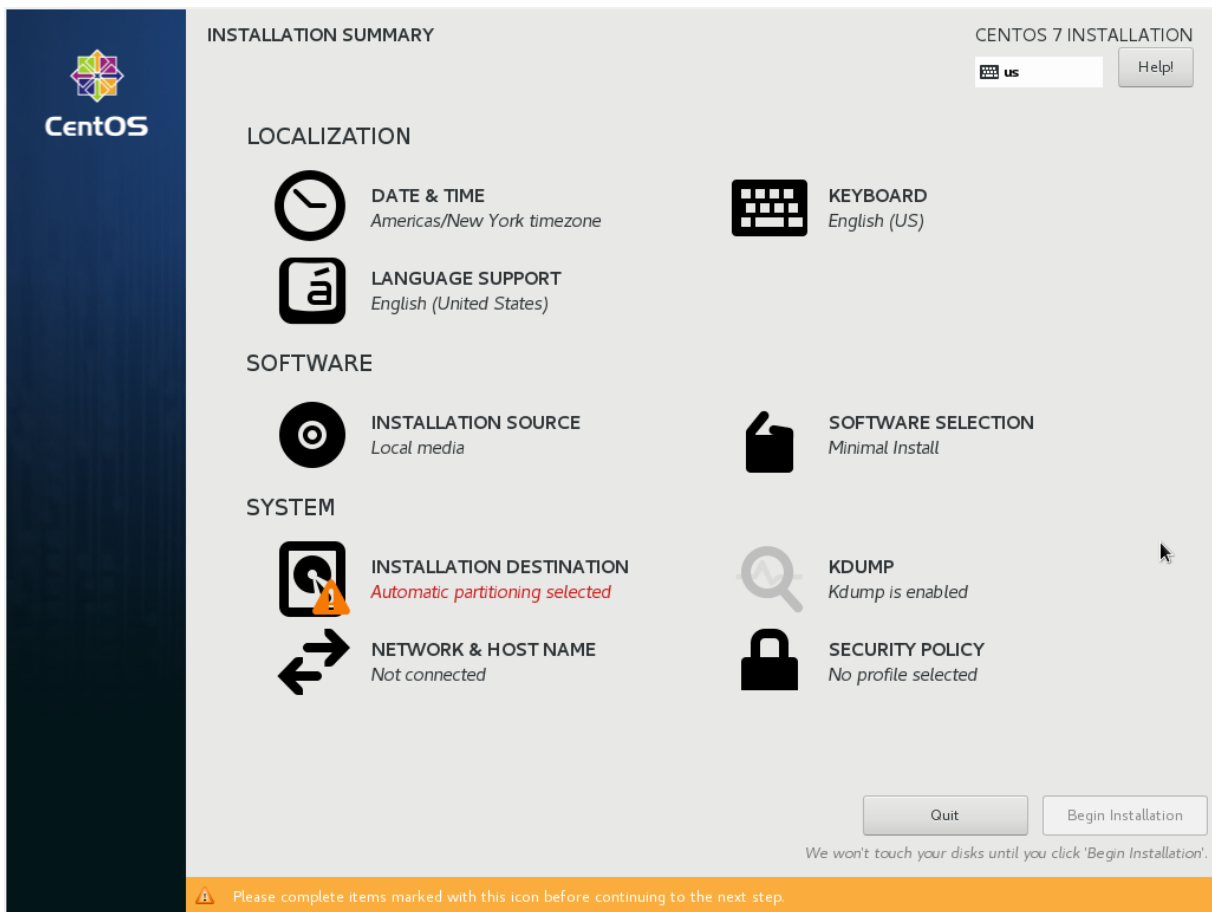 INSTALLATION SUMMARY
CENTOS 7 INSTALLATION
us
Help!
CentOS
LOCALIZATION
DATE & TIME
Americas/New York timezone
KEYBOARD
English (US)
á
LANGUAGE SUPPORT
English (United States)
SOFTWARE
INSTALLATION SOURCE
Local media
SOFTWARE SELECTION
Minimal Install
SYSTEM
INSTALLATION DESTINATION
Automatic partitioning selected
KDUMP
Kdump is enabled
NETWORK & HOST NAME
Not connected
SECURITY POLICY
No profile selected
Quit
Begin Installation
We won't touch your disks until you click 'Begin Installation'.
Please complete items marked with this icon before continuing to the next step.